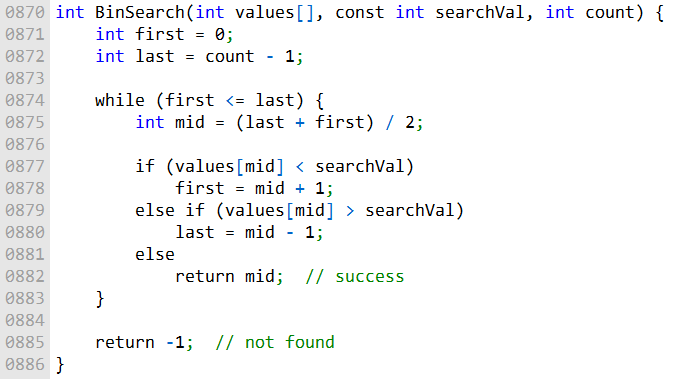 0870 int BinSearch(int values[], const int searchVal, int count) {
0871     int first = 0;
0872     int last = count - 1;
0873
0874     while (first <= last) {
0875         int mid = (last + first) / 2;
0876
0877         if (values[mid] < searchVal)
0878             first = mid + 1;
0879         else if (values[mid] > searchVal)
0880             last = mid - 1;
0881         else
0882             return mid;  // success
0883     }
0884
0885     return -1;  // not found
0886 }